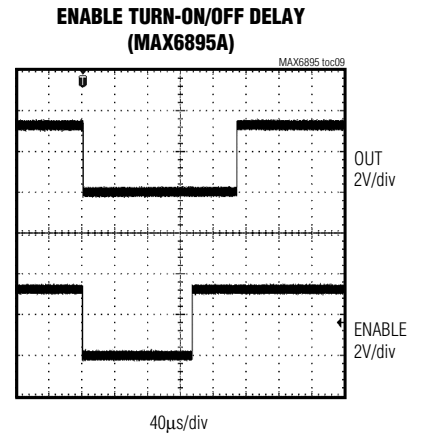 ENABLE TURN-ON/OFF DELAY
(MAX6895A)
MAX6895 toc09
T
OUT
2V/div
ENABLE
2V/div
40µs/div